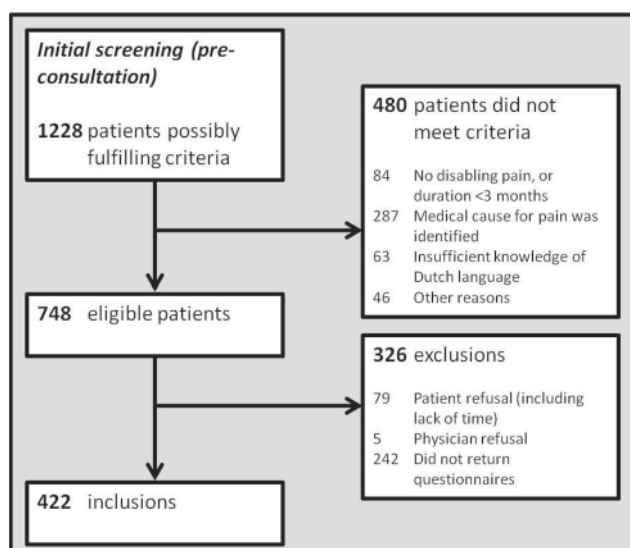 Initial screening (pre-
consultation)
1228 patients possibly
fulfilling criteria
480 patients did not
meet criteria
84 No disabling pain, or
duration <3 months
287 Medical cause for pain was
identified
63 Insufficient knowledge of
Dutch language
46 Other reasons
748 eligible patients
326 exclusions
79 Patient refusal (including
lack of time)
5 Physician refusal
242 Did not return
questionnaires
422 inclusions